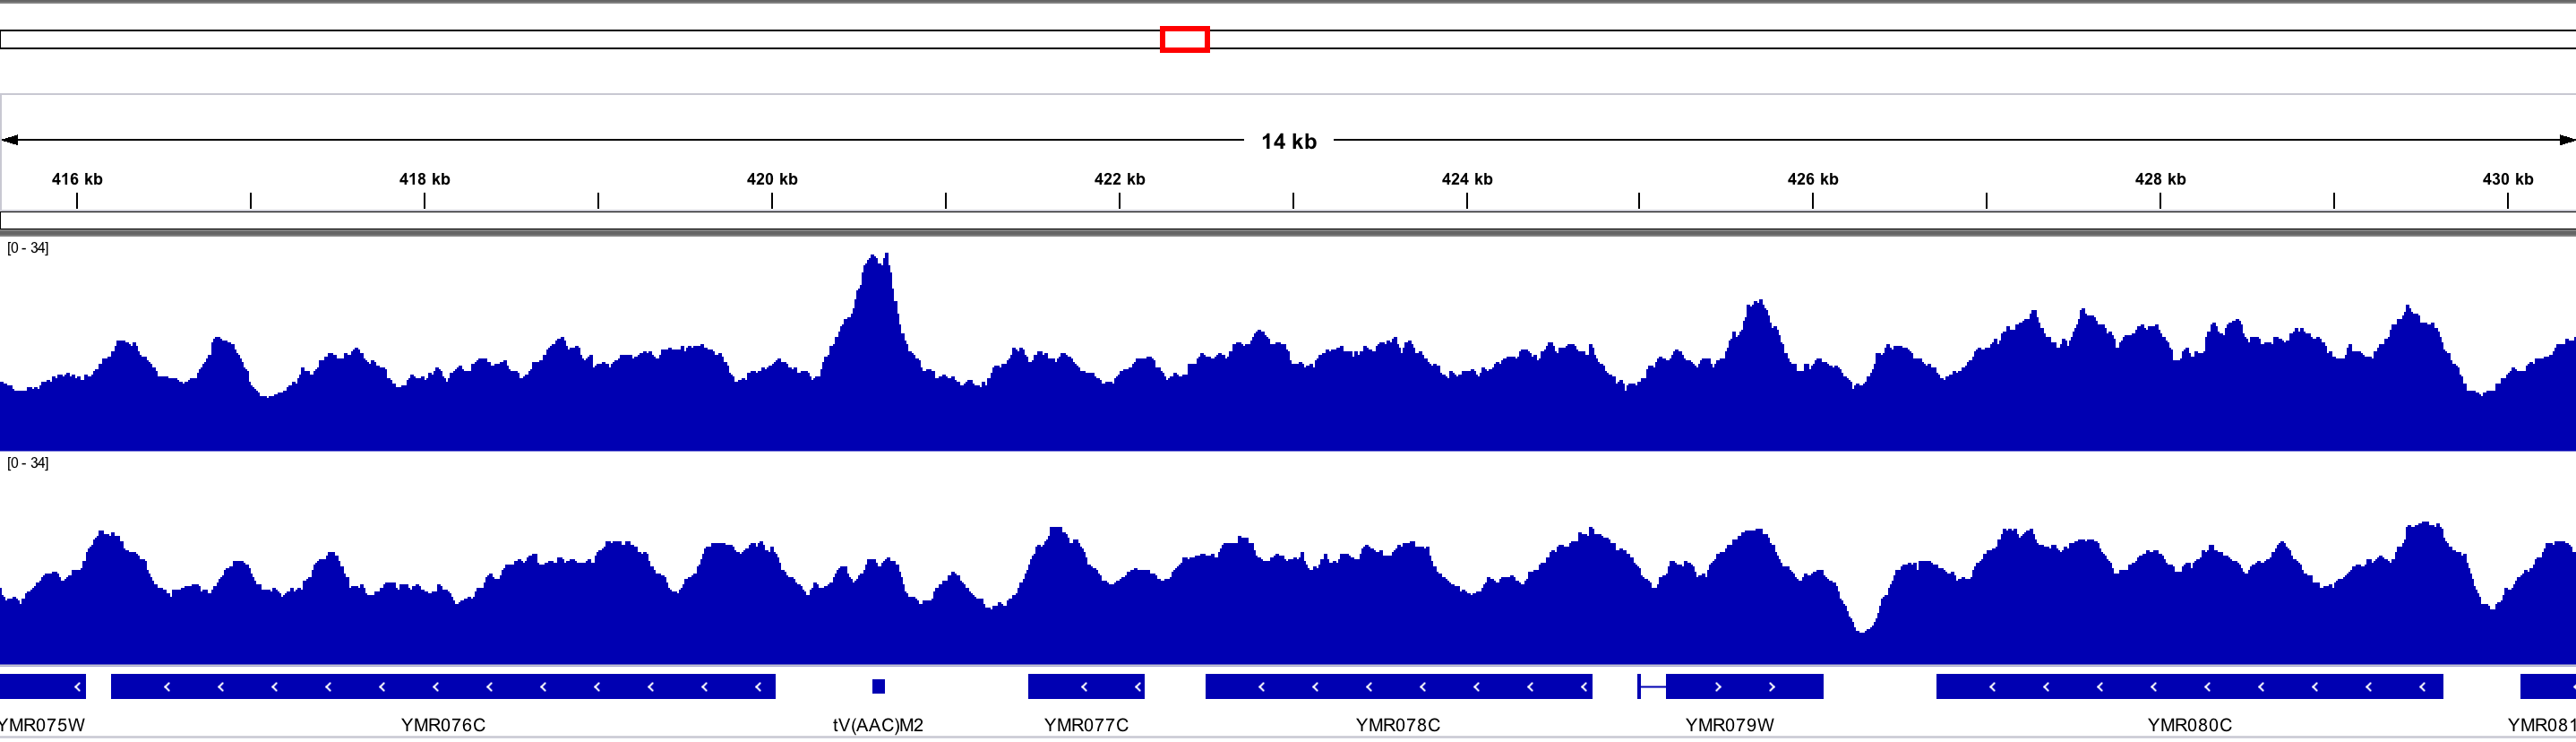 14 kb
416 kb 418 kb 420 kb 422 kb 424 kb 426 kb 428 kb 430 kb
[0 - 34]
[0 - 34]
YMR075W YMR076C tV(AAC)M2 YMR077C YMR078C YMR079W YMR080C YMR081